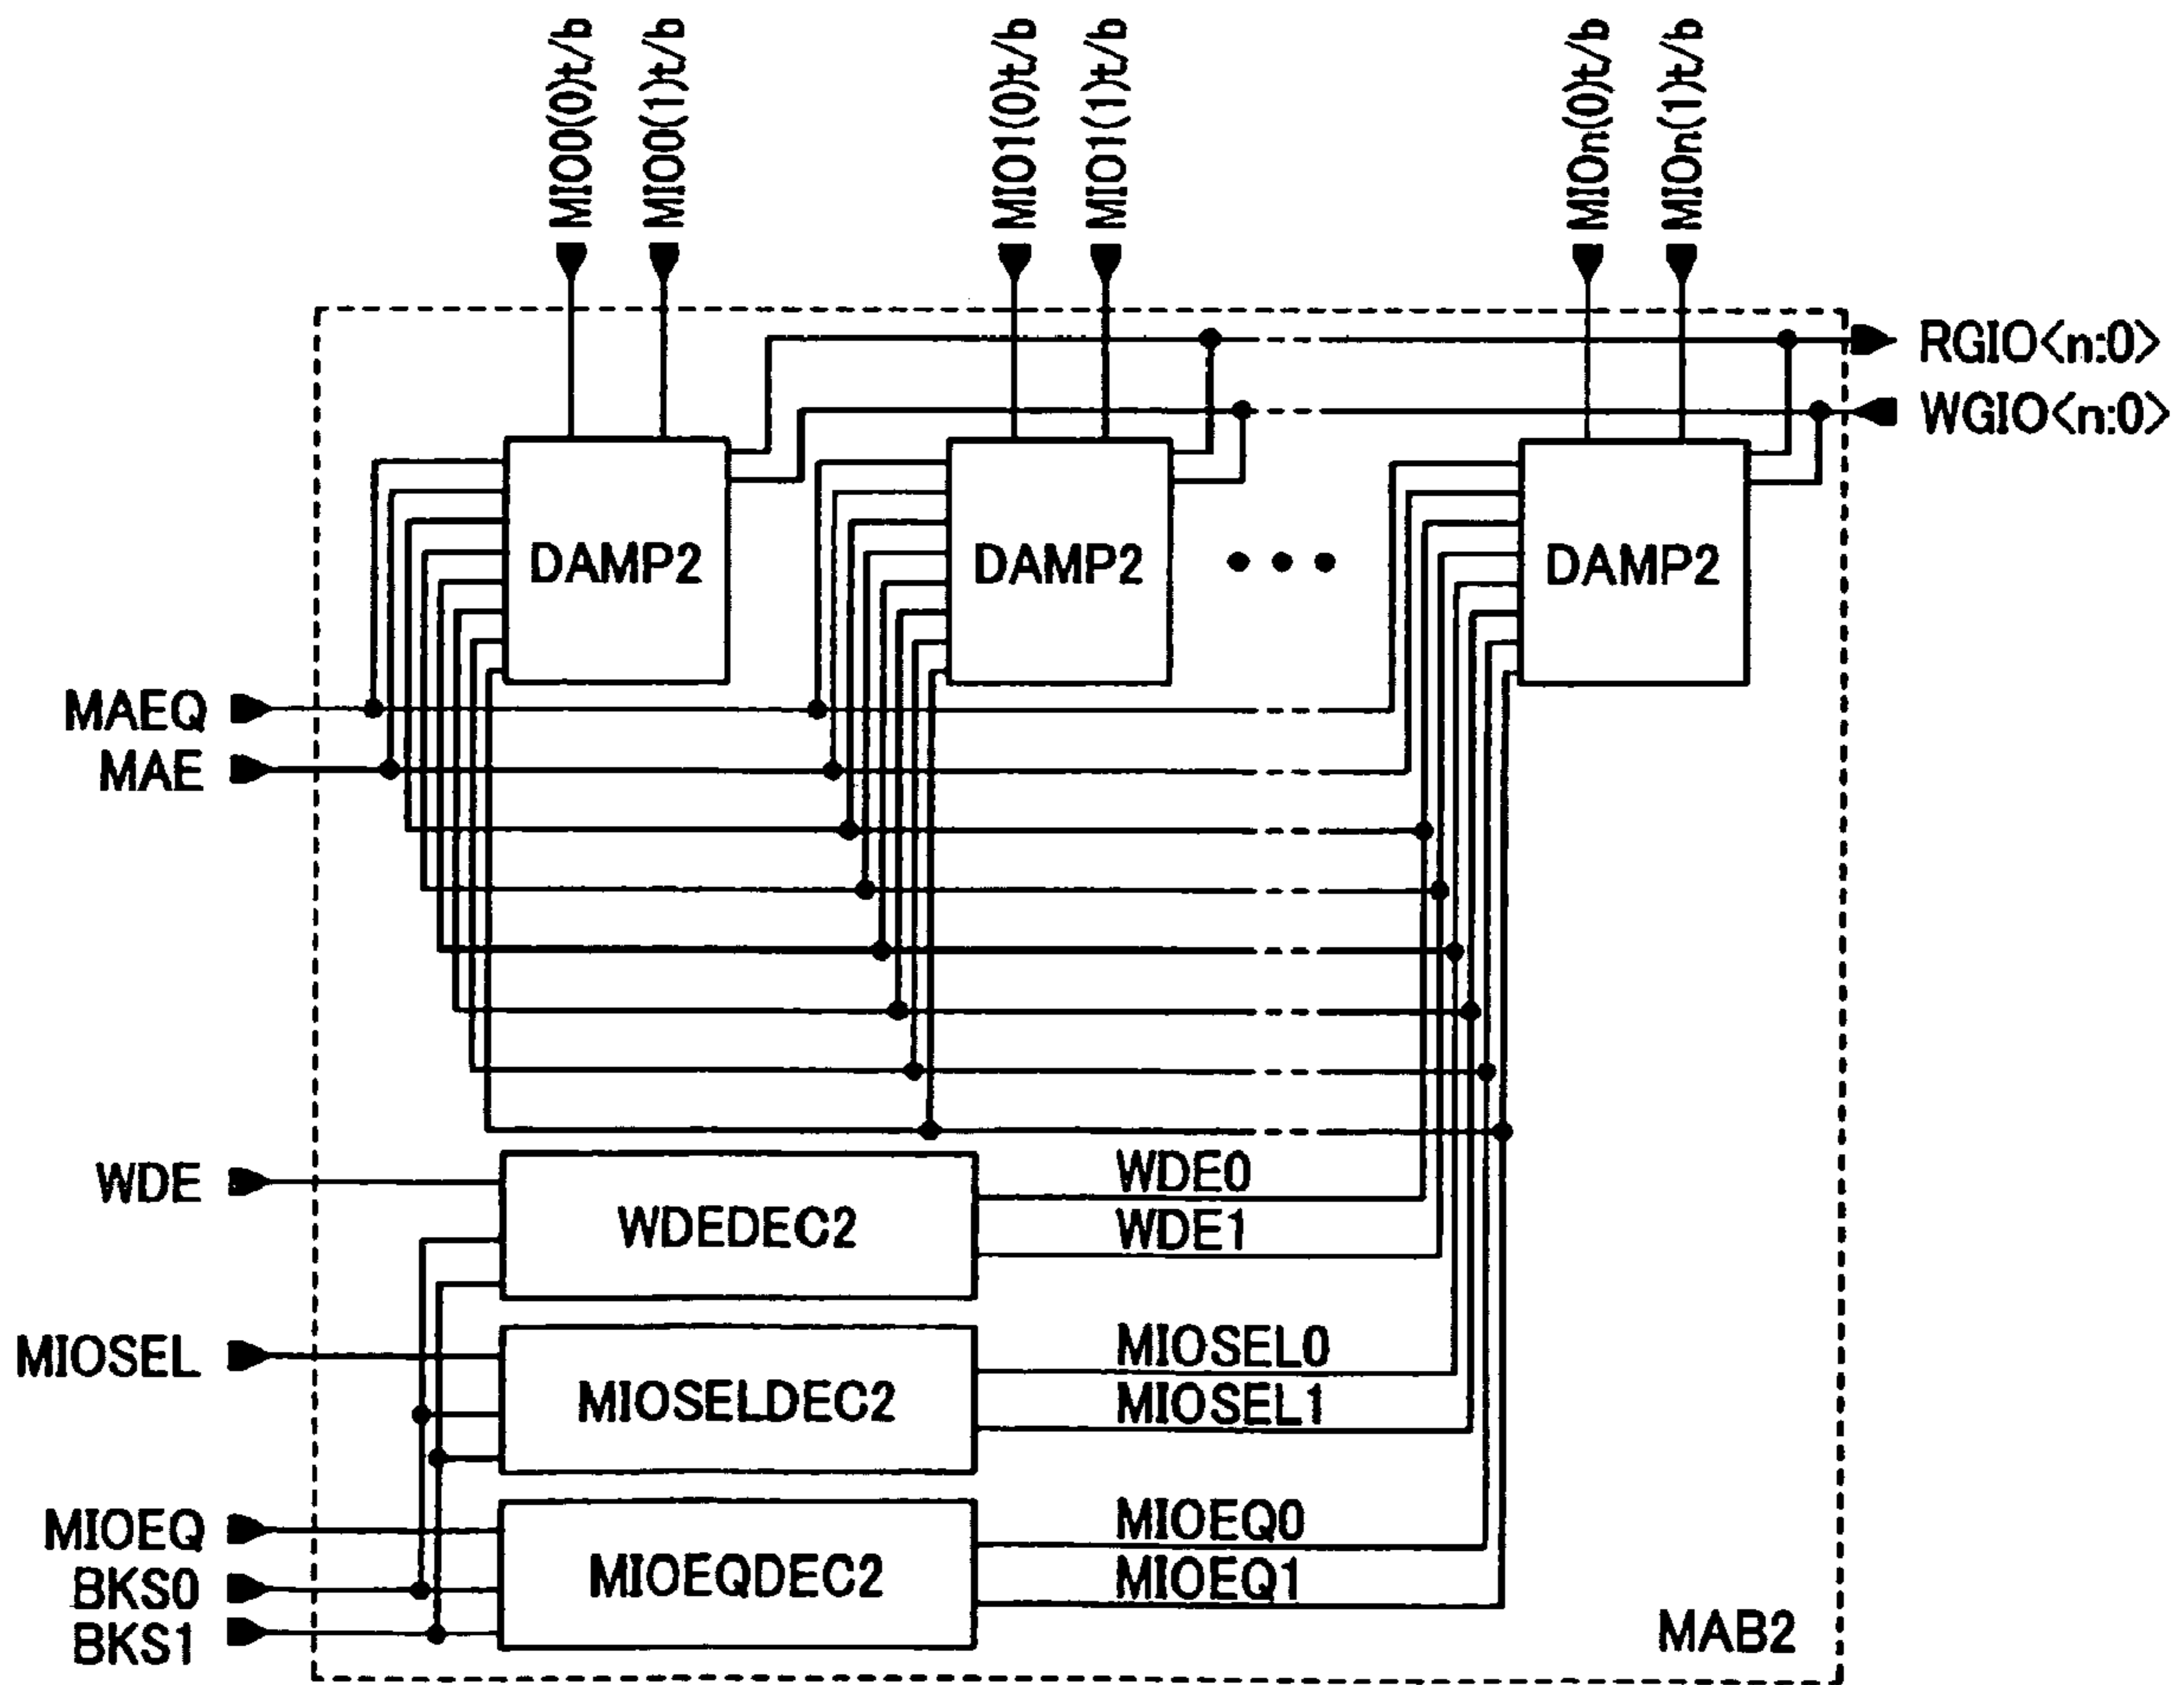 MIO0(0)t/b
MIO0(1)t/b
MIO1(0)t/b
MIO1(1)t/b
MIOn(0)t/b
MIOn(1)t/b
RGIO<n:0>
WGIO<n:0>
DAMP2
DAMP2
DAMP2
MAEQ
MAE
WDE
WDEDEC2
WDE0
WDE1
MIOSEL
MIOSELDEC2
MIOSEL0
MIOSEL1
MIOEQ
BKS0
BKS1
MIOEQDEC2
MIOEQ0
MIOEQ1
MAB2